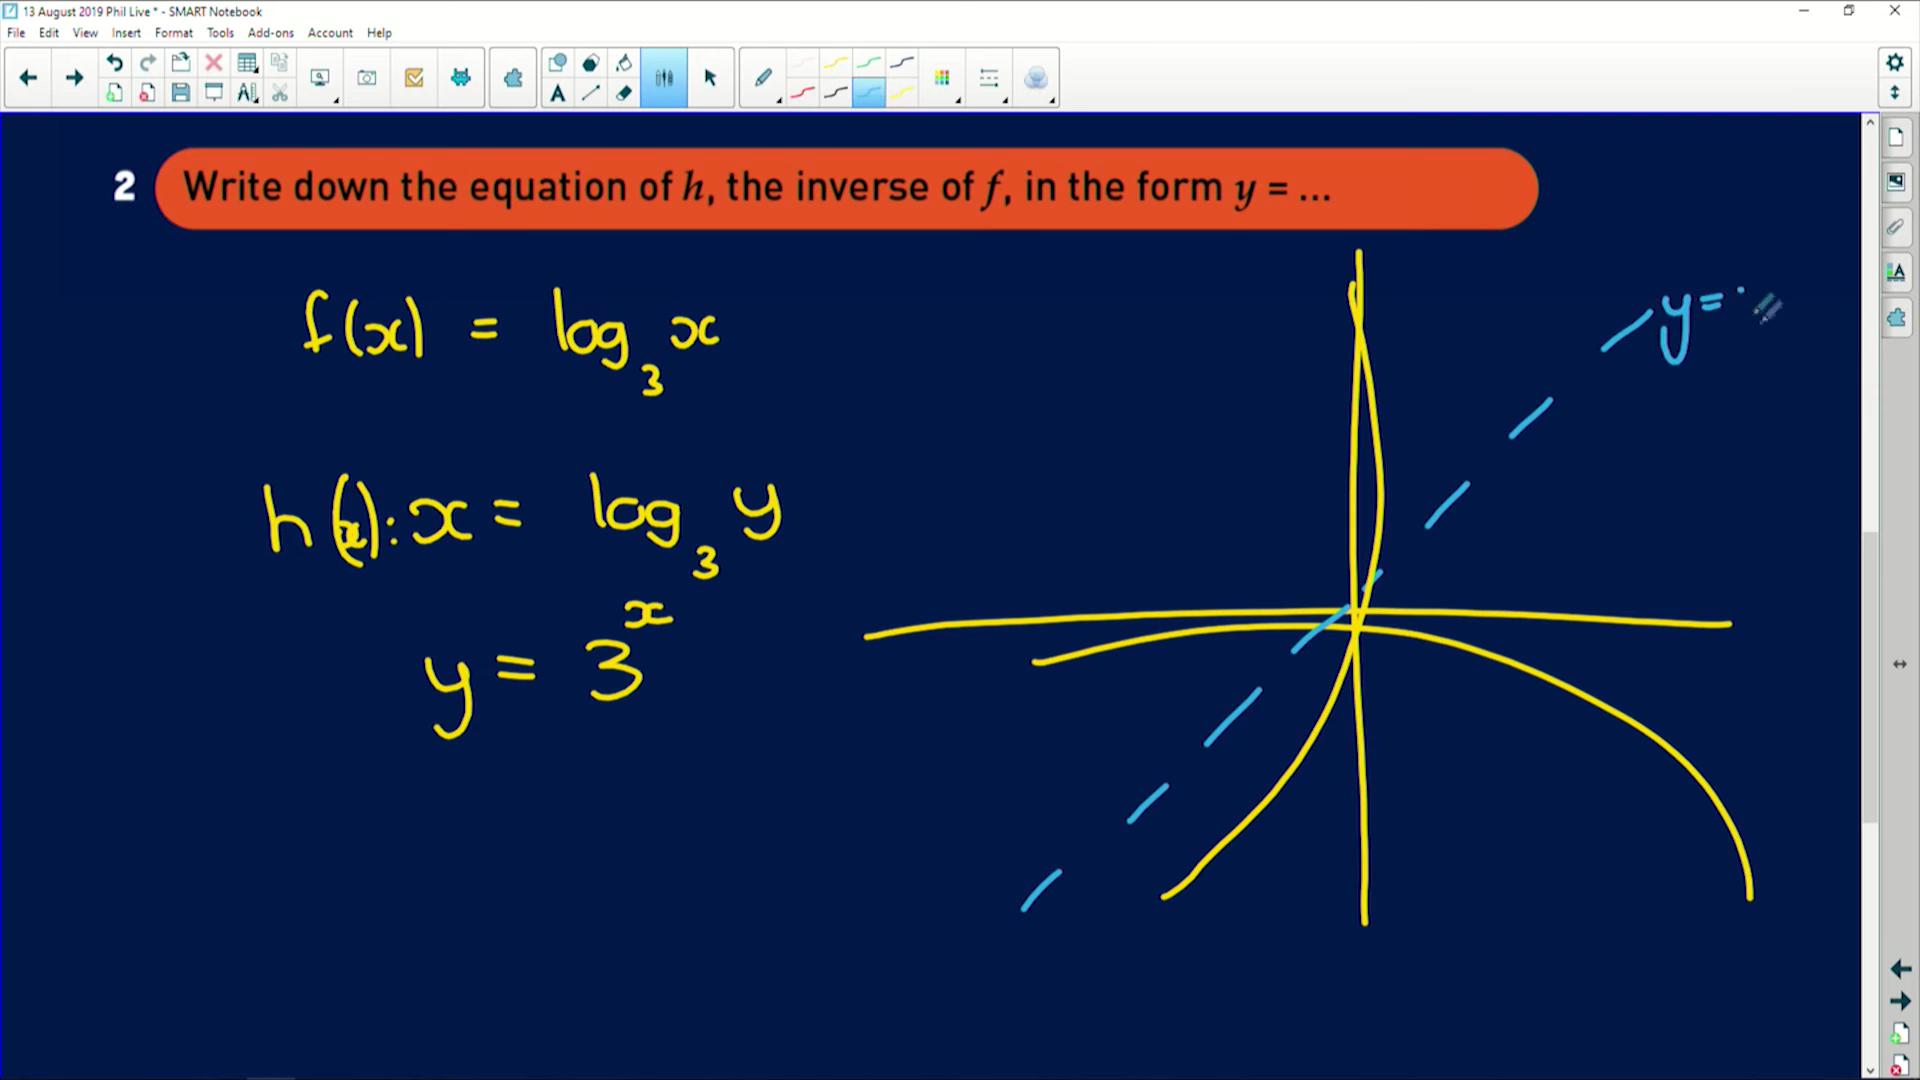 13 August 2019 Phil Live * - SMART Notebook
File Edit View Insert Format Tools Add-ons Account Help
2 Write down the equation of h, the inverse of f, in the form y = ...
f(x) = log₃ x
h(x): x = log₃ y
y = 3ˣ
y =